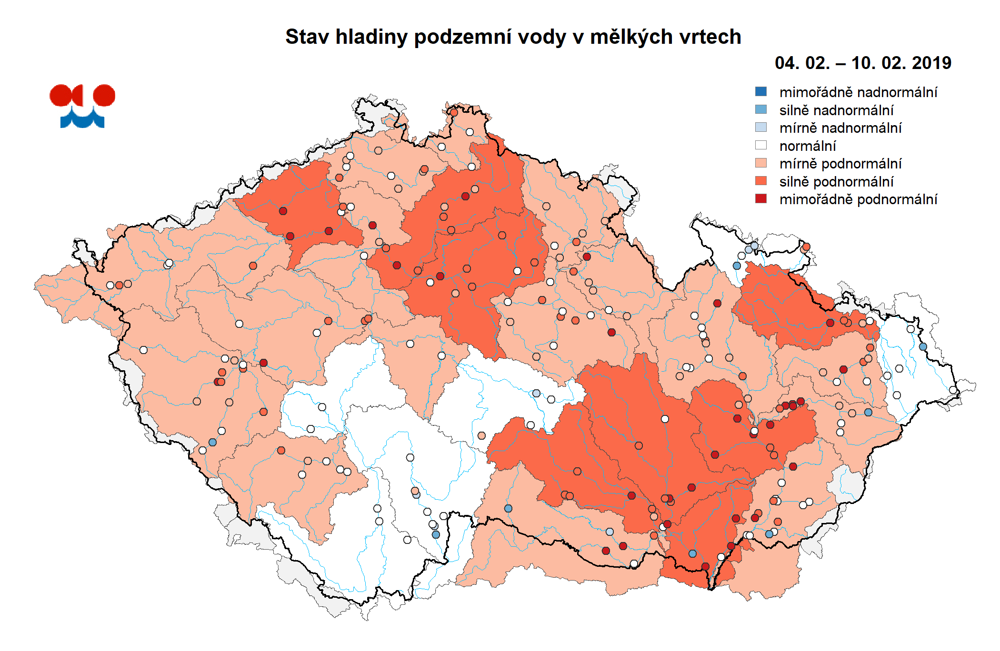 Stav hladiny podzemní vody v mělkých vrtech
04. 02. – 10. 02. 2019
mimořádně nadnormální
silně nadnormální
mírně nadnormální
normální
mírně podnormální
silně podnormální
mimořádně podnormální